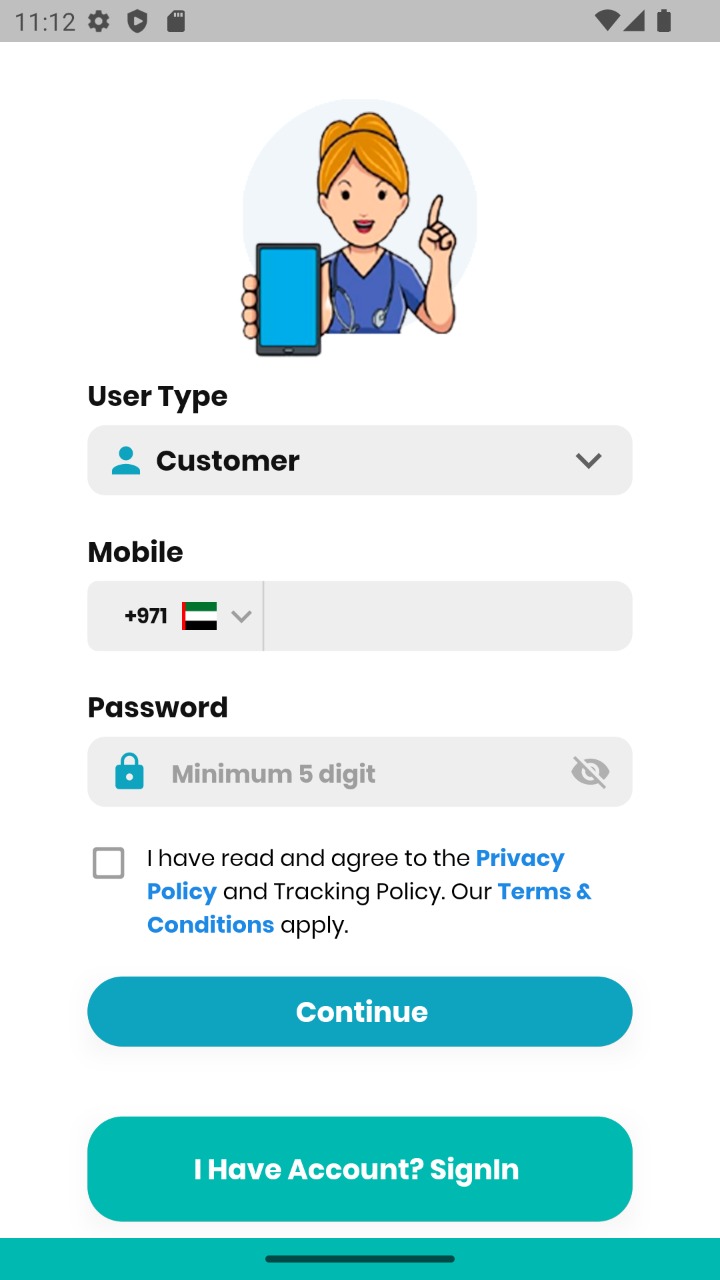 11:12
User Type
Customer
Mobile
+971
Password
Minimum 5 digit
I have read and agree to the Privacy
Policy and Tracking Policy. Our Terms &
Conditions apply.
Continue
I Have Account? SignIn